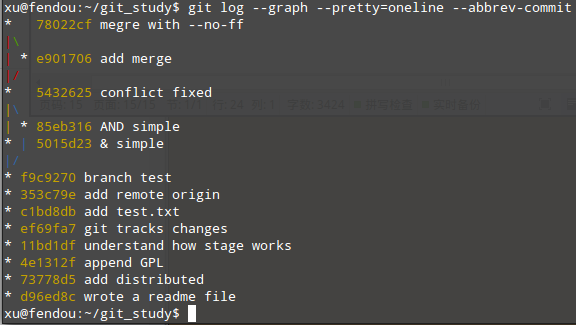 xu@fendou:~/git_study$ git log --graph --pretty=oneline --abbrev-commit
*   78022cf megre with --no-ff
|\
| * e901706 add merge
|/
*   5432625 conflict fixed
|\
| * 85eb316 AND simple
* | 5015d23 & simple
|/
* f9c9270 branch test
* 353c79e add remote origin
* c1bd8db add test.txt
* ef69fa7 git tracks changes
* 11bd1df understand how stage works
* 4e1312f append GPL
* 73778d5 add distributed
* d96ed8c wrote a readme file
xu@fendou:~/git_study$